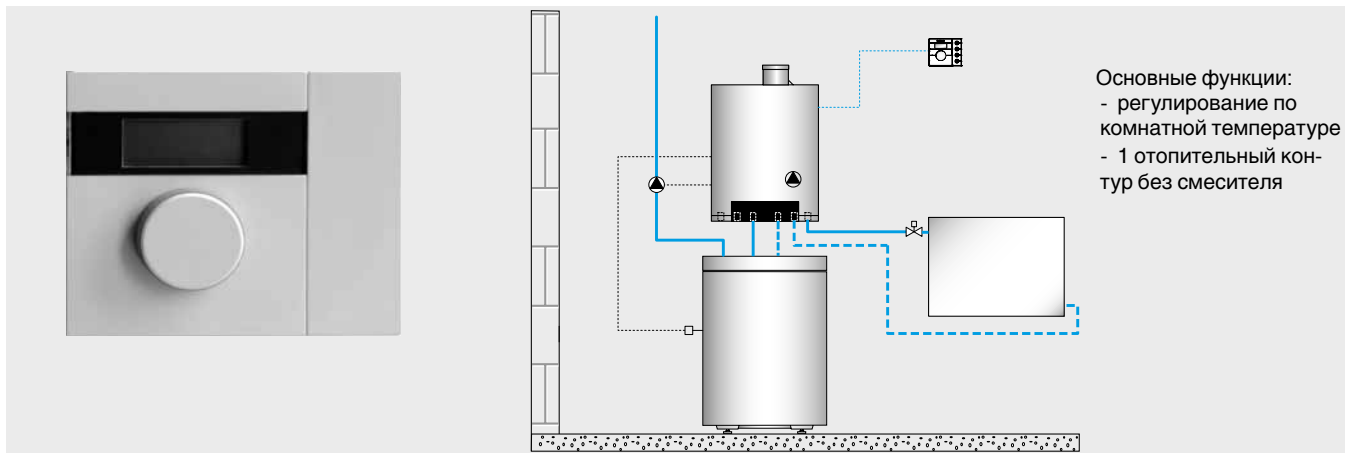 Основные функции:
- регулирование по
комнатной температуре
- 1 отопительный кон-
тур без смесителя